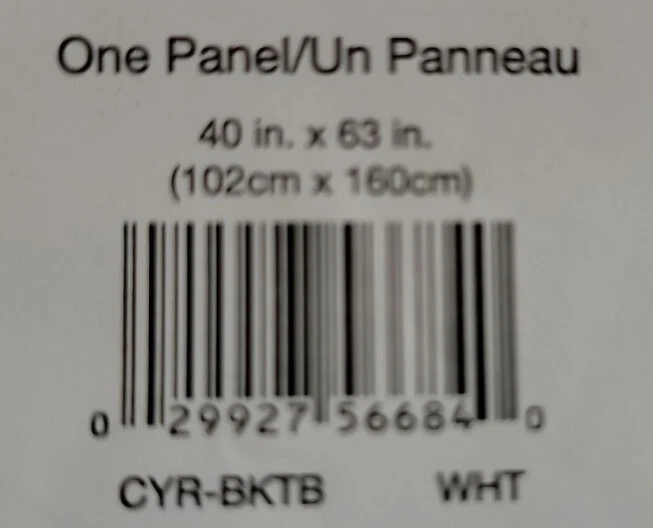 One Panel/Un Panneau
40 in. x 63 in.
(102cm x 160cm)
0 29927 56684 0
CYR-BKTB WHT